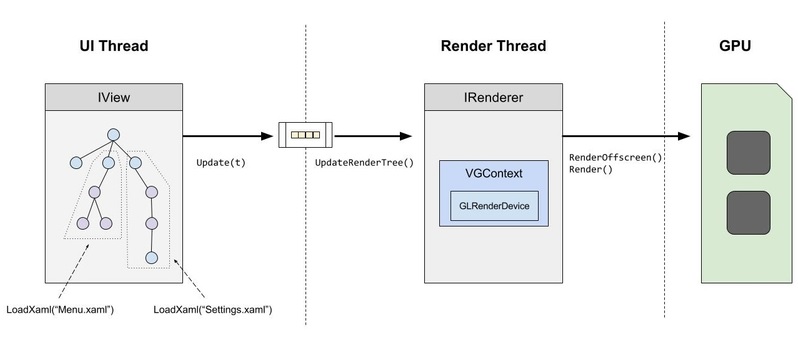 UI Thread
Render Thread
GPU
IView
IRenderer
Update(t)
UpdateRenderTree()
RenderOffscreen()
Render()
VGContext
GLRenderDevice
LoadXaml(“Menu.xaml”)
LoadXaml(“Settings.xaml”)